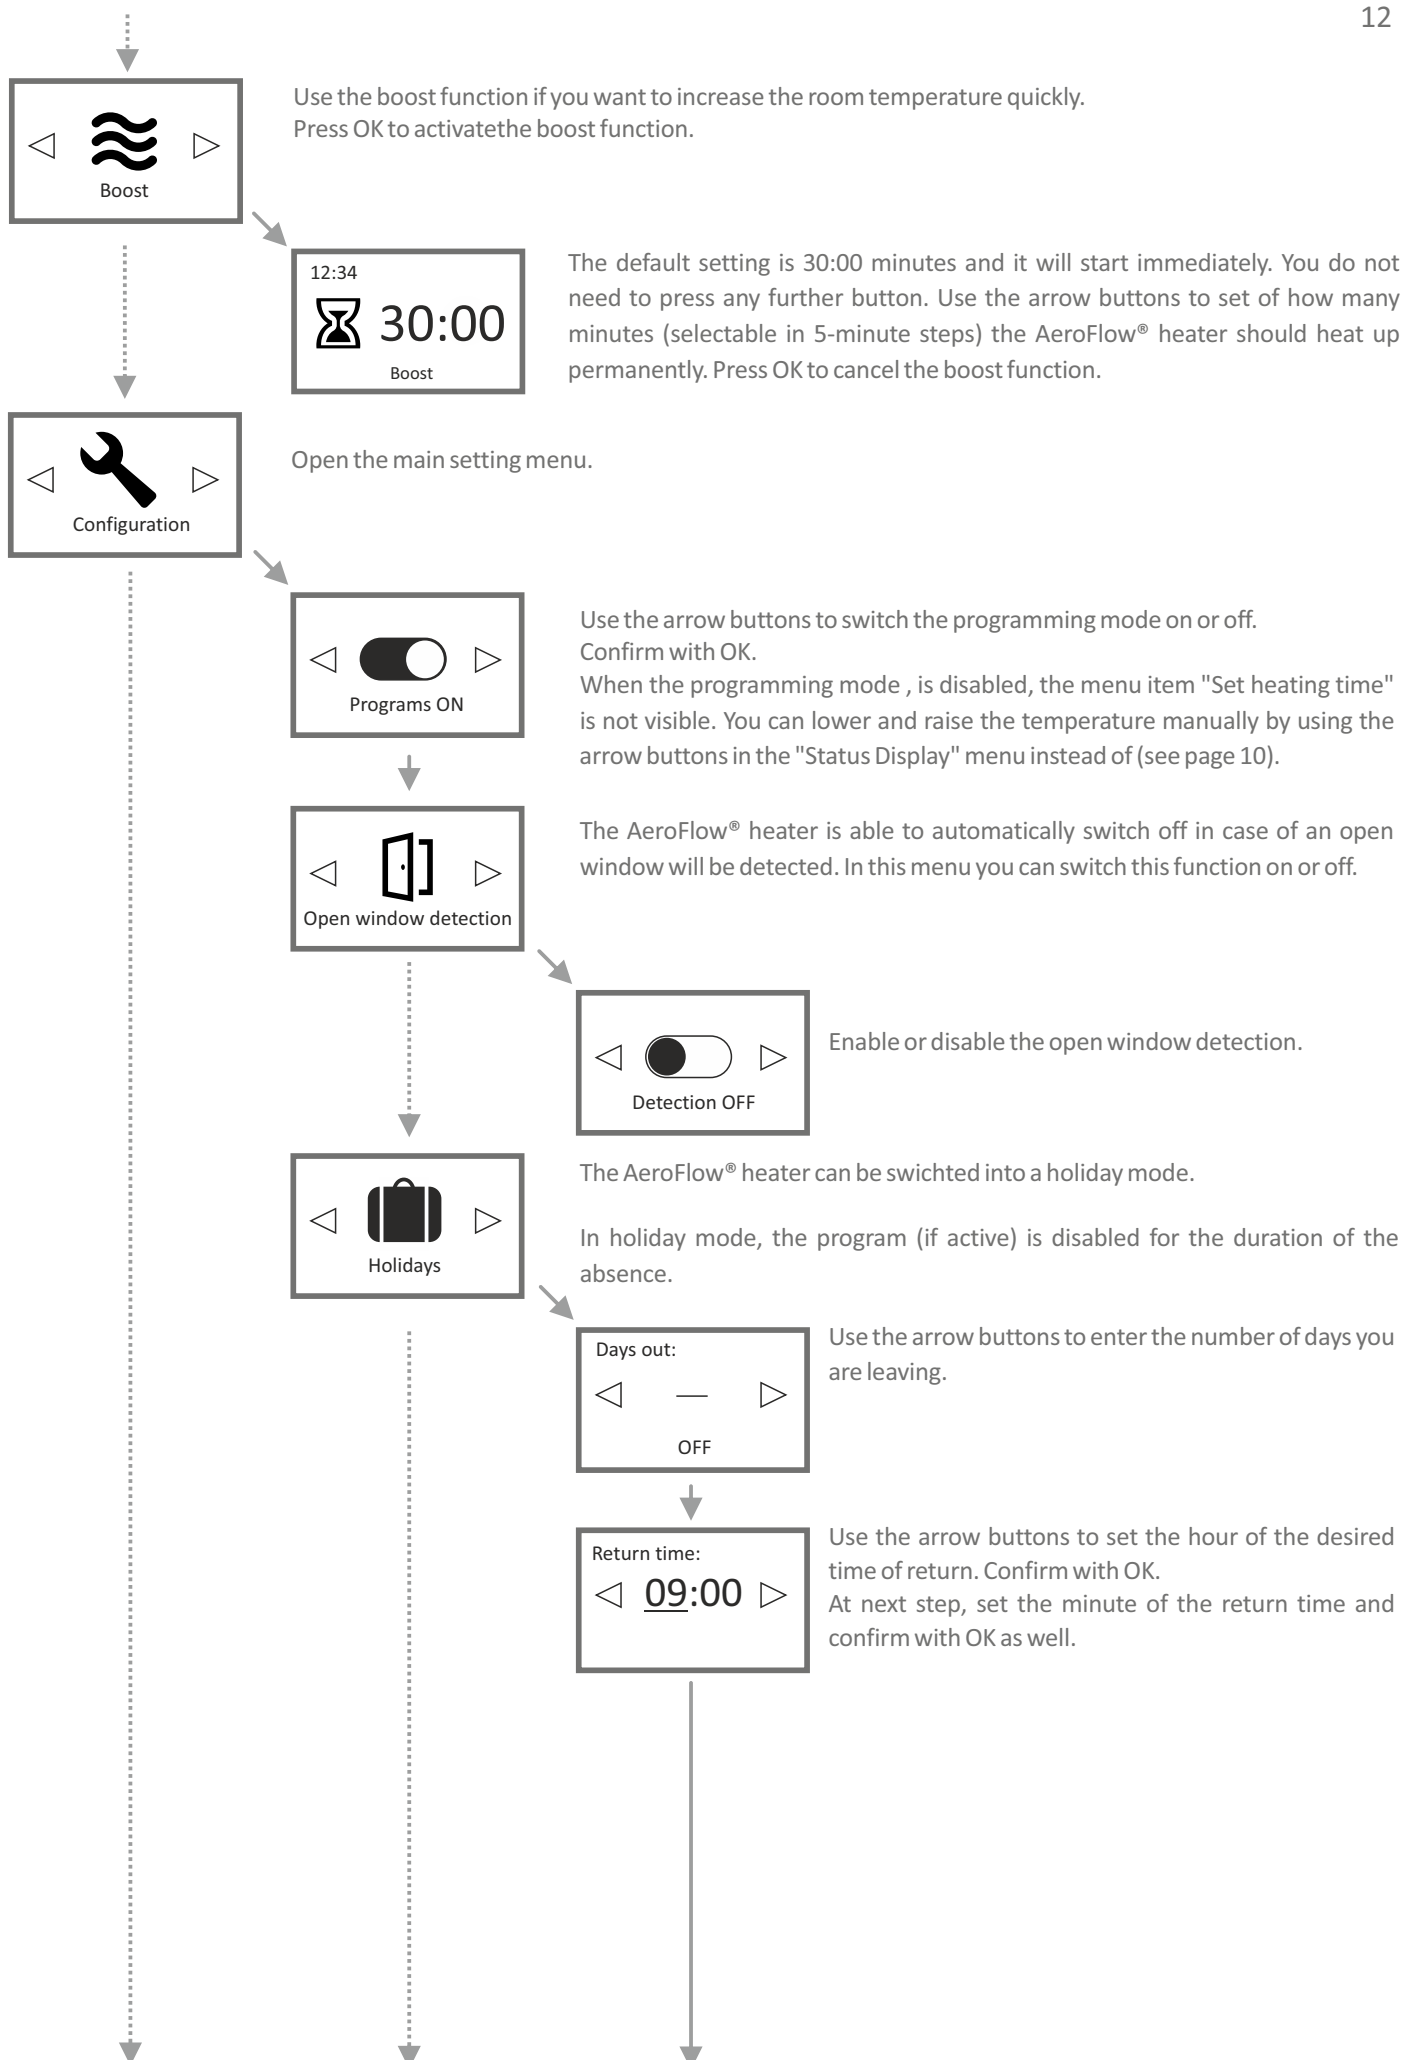 12
Use the boost function if you want to increase the room temperature quickly.
Press OK to activatethe boost function.
Boost
12:34
30:00
Boost
The default setting is 30:00 minutes and it will start immediately. You do not
need to press any further button. Use the arrow buttons to set of how many
minutes (selectable in 5-minute steps) the AeroFlow® heater should heat up
permanently. Press OK to cancel the boost function.
Configuration
Open the main setting menu.
Programs ON
Use the arrow buttons to switch the programming mode on or off.
Confirm with OK.
When the programming mode , is disabled, the menu item "Set heating time"
is not visible. You can lower and raise the temperature manually by using the
arrow buttons in the "Status Display" menu instead of (see page 10).
Open window detection
The AeroFlow® heater is able to automatically switch off in case of an open
window will be detected. In this menu you can switch this function on or off.
Detection OFF
Enable or disable the open window detection.
Holidays
The AeroFlow® heater can be swichted into a holiday mode.
In holiday mode, the program (if active) is disabled for the duration of the
absence.
Days out:
—
OFF
Use the arrow buttons to enter the number of days you
are leaving.
Return time:
09:00
Use the arrow buttons to set the hour of the desired
time of return. Confirm with OK.
At next step, set the minute of the return time and
confirm with OK as well.